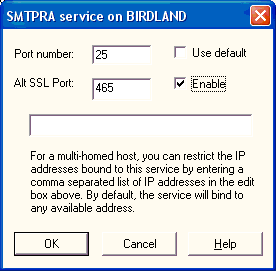 SMTPRA service on BIRDLAND
Port number: 25 Use default
Alt SSL Port: 465 Enable
For a multi-homed host, you can restrict the IP
addresses bound to this service by entering a
comma separated list of IP addresses in the edit
box above. By default, the service will bind to
any available address.
OK Cancel Help